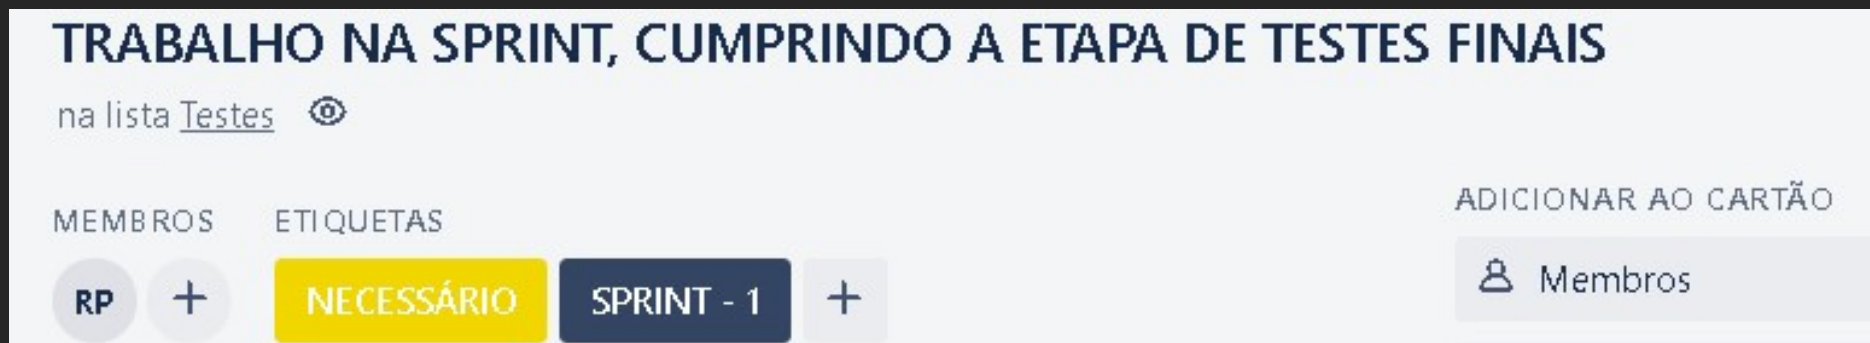 TRABALHO NA SPRINT, CUMPRINDO A ETAPA DE TESTES FINAIS
na lista Testes
MEMBROS ETIQUETAS
RP + NECESSÁRIO SPRINT - 1 +
ADICIONAR AO CARTÃO
Membros